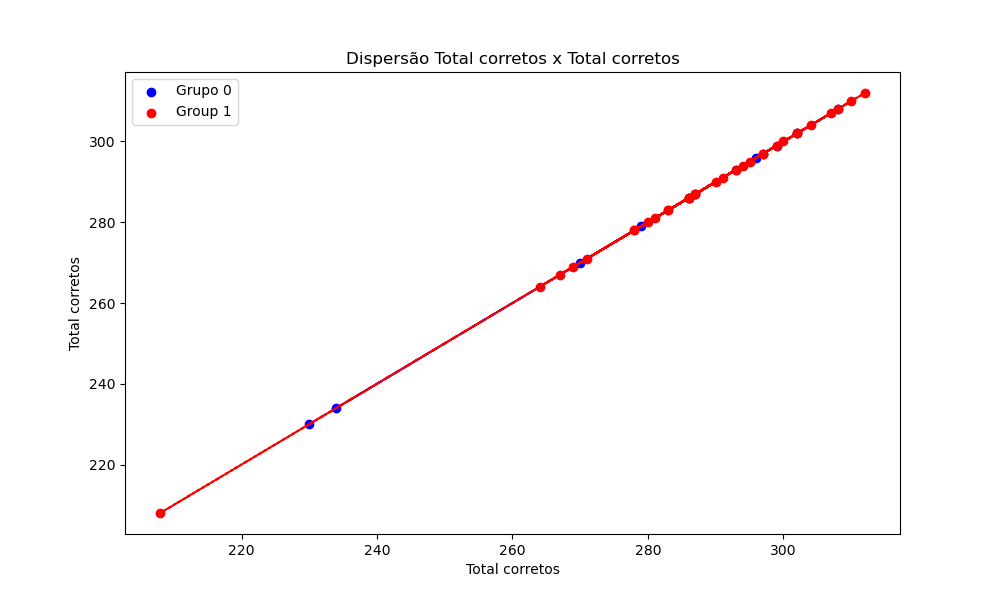 Dispersão Total corretos x Total corretos
Grupo 0
Group 1
300
280
260
240
220
Total corretos
220 240 260 280 300
Total corretos